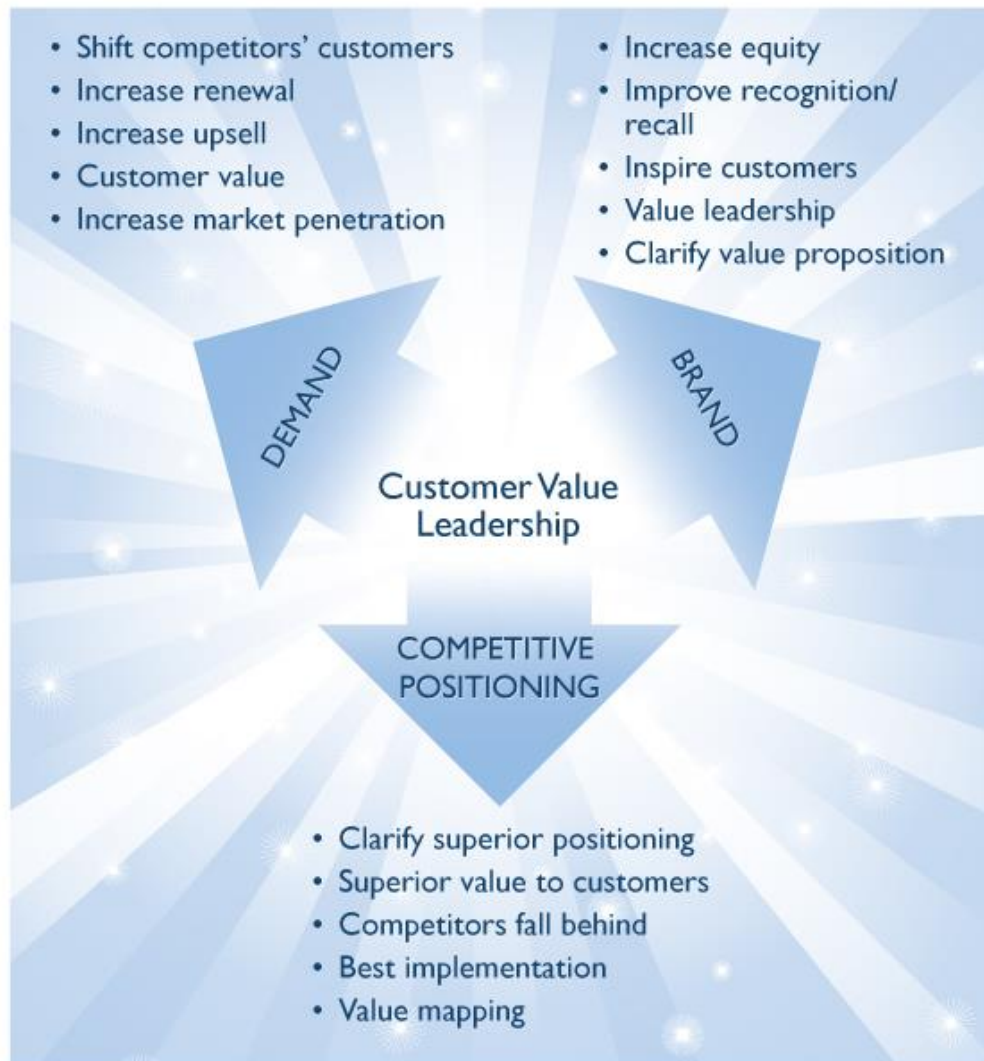 • Shift competitors' customers
• Increase renewal
• Increase upsell
• Customer value
• Increase market penetration
• Increase equity
• Improve recognition/
recall
• Inspire customers
• Value leadership
• Clarify value proposition
DEMAND
BRAND
Customer Value
Leadership
COMPETITIVE
POSITIONING
• Clarify superior positioning
• Superior value to customers
• Competitors fall behind
• Best implementation
• Value mapping